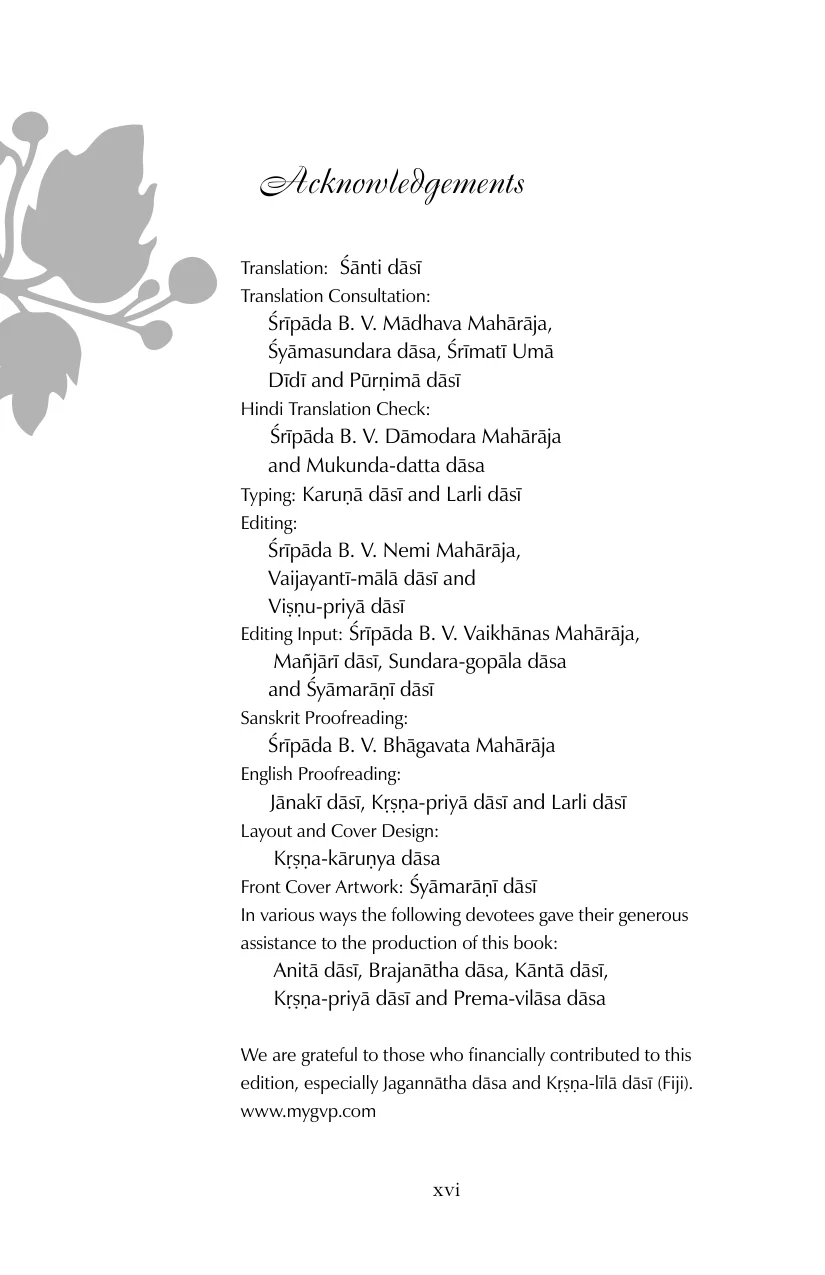 Acknowledgements
Translation: Śānti dāsī
Translation Consultation:
Śrīpāda B. V. Mādhava Mahārāja,
Śyāmasundara dāsa, Śrīmatī Umā
Dīdī and Pūrṇimā dāsī
Hindi Translation Check:
Śrīpāda B. V. Dāmodara Mahārāja
and Mukunda-datta dāsa
Typing: Karuṇā dāsī and Larli dāsī
Editing:
Śrīpāda B. V. Nemi Mahārāja,
Vaijayantī-mālā dāsī and
Viṣṇu-priyā dāsī
Editing Input: Śrīpāda B. V. Vaikhānas Mahārāja,
Mañjārī dāsī, Sundara-gopāla dāsa
and Śyāmarāṇī dāsī
Sanskrit Proofreading:
Śrīpāda B. V. Bhāgavata Mahārāja
English Proofreading:
Jānakī dāsī, Kṛṣṇa-priyā dāsī and Larli dāsī
Layout and Cover Design:
Kṛṣṇa-kāruṇya dāsa
Front Cover Artwork: Śyāmarāṇī dāsī
In various ways the following devotees gave their generous
assistance to the production of this book:
Anitā dāsī, Brajanātha dāsa, Kāntā dāsī,
Kṛṣṇa-priyā dāsī and Prema-vilāsa dāsa
We are grateful to those who financially contributed to this
edition, especially Jagannātha dāsa and Kṛṣṇa-līlā dāsī (Fiji).
www.mygvp.com
xvi